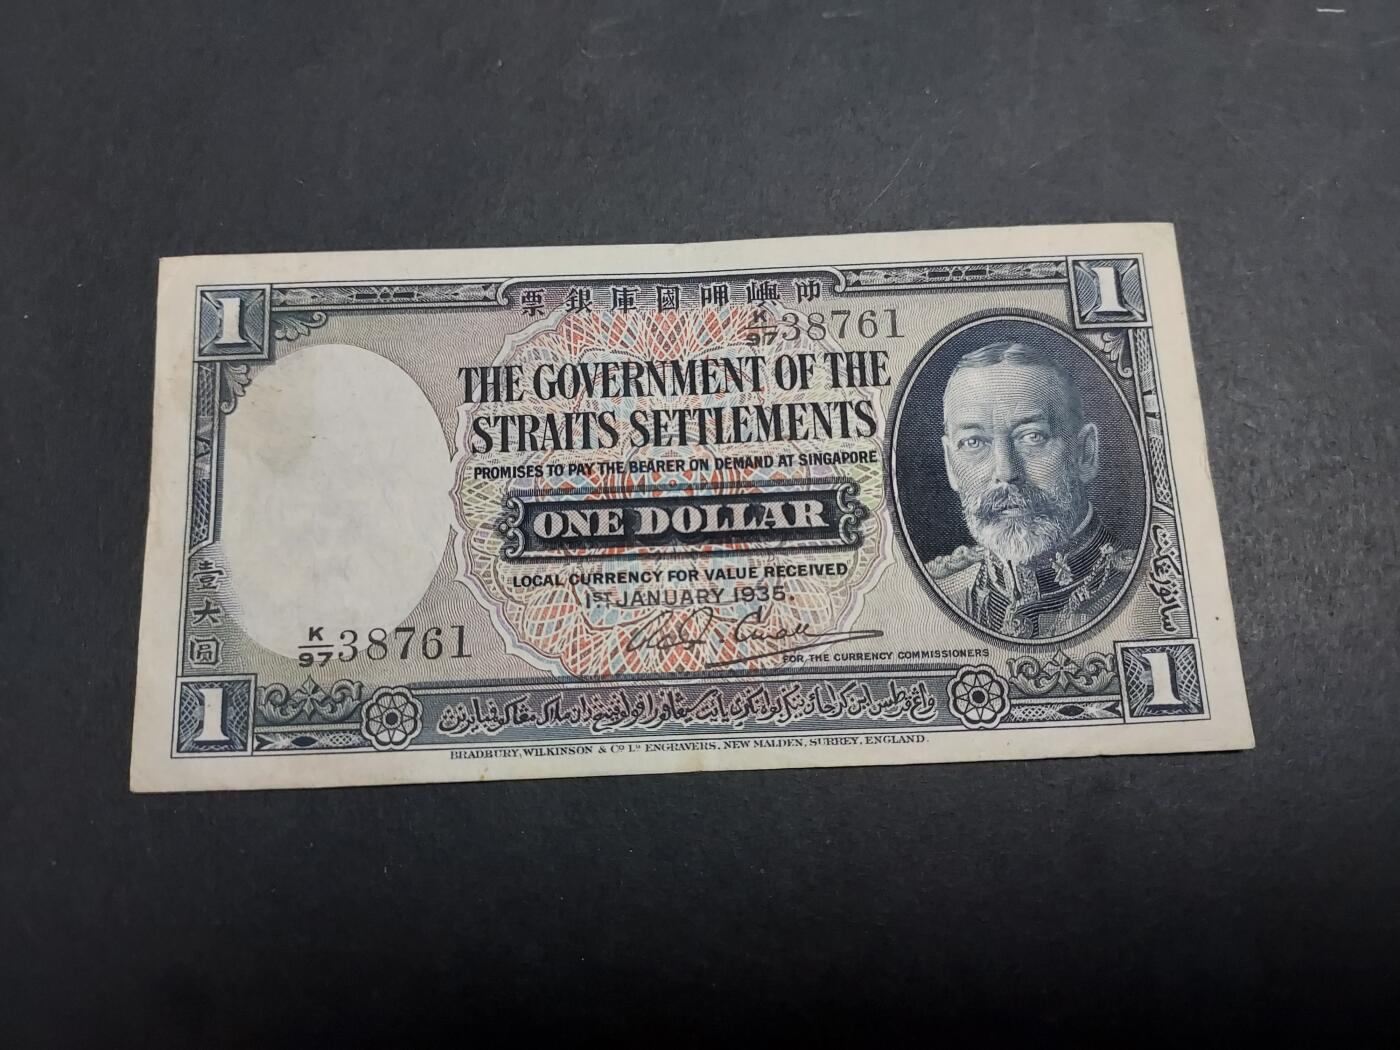 1
票銀庫國呷嶼叻
1
K/97 38761
THE GOVERNMENT OF THE
STRAITS SETTLEMENTS
PROMISES TO PAY THE BEARER ON DEMAND AT SINGAPORE
ONE DOLLAR
LOCAL CURRENCY FOR VALUE RECEIVED
1ST JANUARY 1935.
壹大圓
K/97 38761
FOR THE CURRENCY COMMISSIONERS
1
1
BRADBURY, WILKINSON & Co Ld ENGRAVERS, NEW MALDEN, SURREY, ENGLAND.